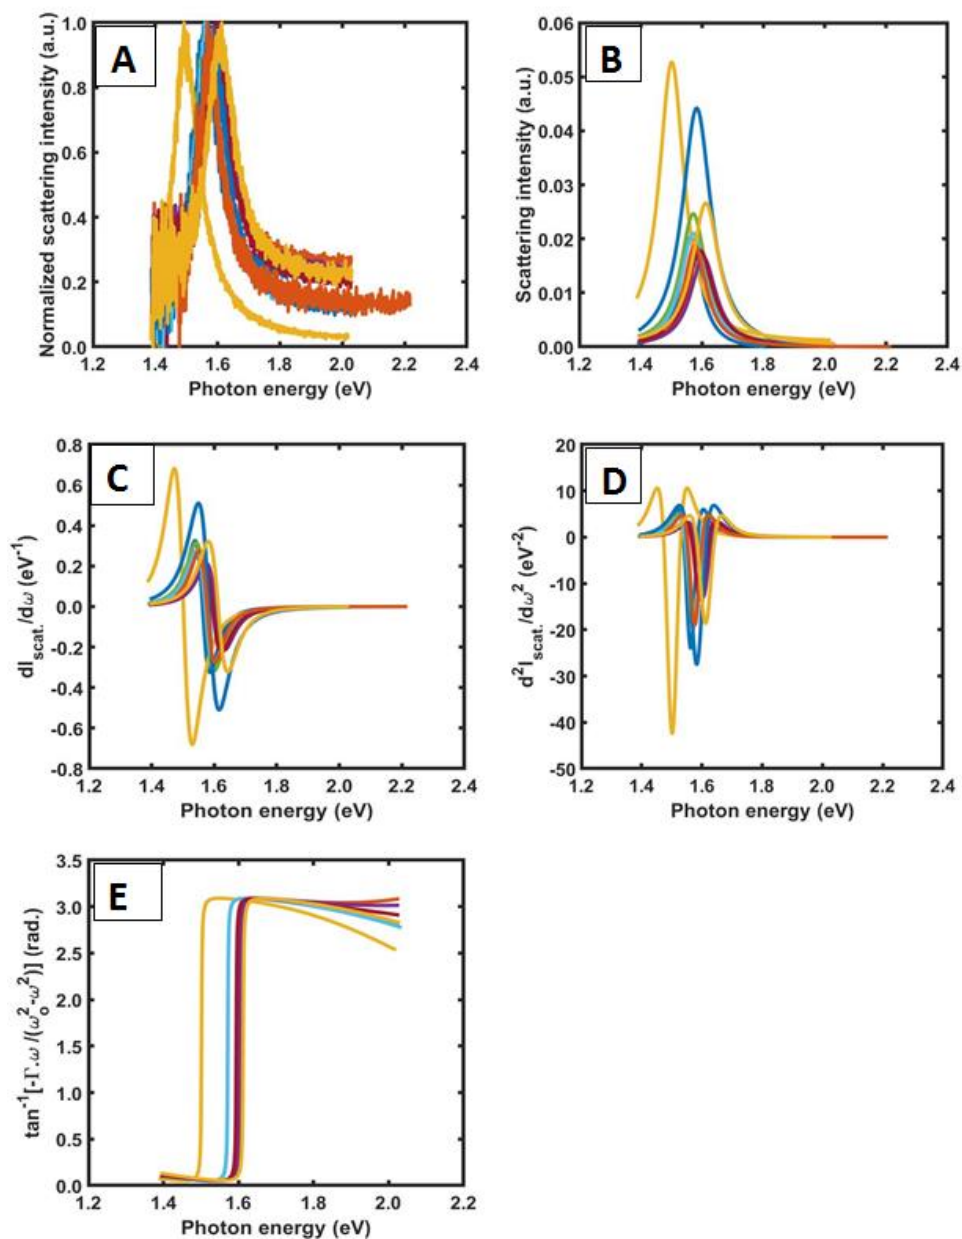 A
Normalized scattering intensity (a.u.)
1.0
0.8
0.6
0.4
0.2
0.0
1.2 1.4 1.6 1.8 2.0 2.2 2.4
Photon energy (eV)
B
Scattering intensity (a.u.)
0.06
0.05
0.04
0.03
0.02
0.01
0.00
1.2 1.4 1.6 1.8 2.0 2.2 2.4
Photon energy (eV)
C
dI_scat./dω (eV⁻¹)
0.8
0.6
0.4
0.2
0.0
-0.2
-0.4
-0.6
-0.8
1.2 1.4 1.6 1.8 2.0 2.2 2.4
Photon energy (eV)
D
d²I_scat./dω² (eV⁻²)
20
10
0
-10
-20
-30
-40
-50
1.2 1.4 1.6 1.8 2.0 2.2 2.4
Photon energy (eV)
E
tan⁻¹[-Γ.ω/(ω_o²-ω²)] (rad.)
3.5
3.0
2.5
2.0
1.5
1.0
0.5
0.0
1.2 1.4 1.6 1.8 2.0 2.2
Photon energy (eV)